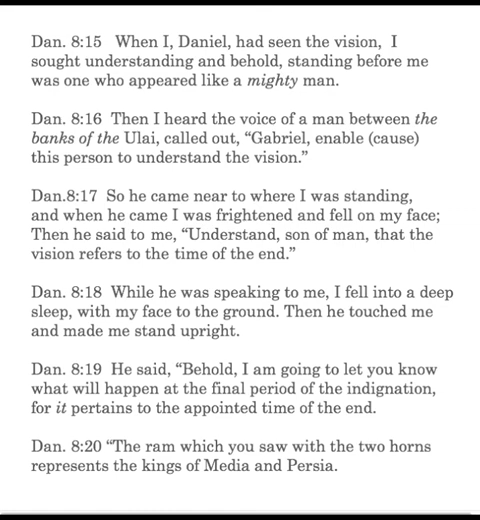 Dan. 8:15 When I, Daniel, had seen the vision, I
sought understanding and behold, standing before me
was one who appeared like a mighty man.
Dan. 8:16 Then I heard the voice of a man between the
banks of the Ulai, called out, “Gabriel, enable (cause)
this person to understand the vision.”
Dan.8:17 So he came near to where I was standing,
and when he came I was frightened and fell on my face;
Then he said to me, “Understand, son of man, that the
vision refers to the time of the end.”
Dan. 8:18 While he was speaking to me, I fell into a deep
sleep, with my face to the ground. Then he touched me
and made me stand upright.
Dan. 8:19 He said, “Behold, I am going to let you know
what will happen at the final period of the indignation,
for it pertains to the appointed time of the end.
Dan. 8:20 “The ram which you saw with the two horns
represents the kings of Media and Persia.